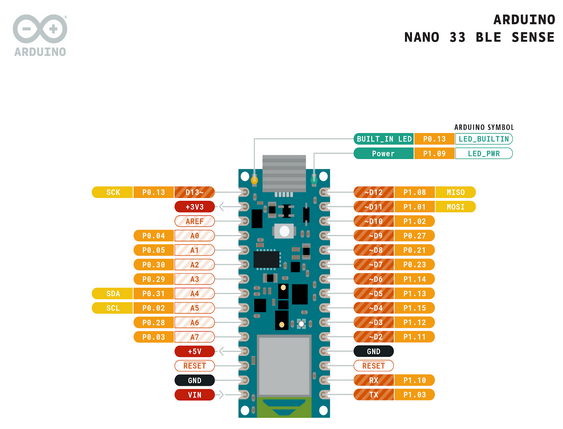 ARDUINO
ARDUINO
NANO 33 BLE SENSE
ARDUINO SYMBOL
BUILT_IN LED P0.13 LED_BUILTIN
Power P1.09 LED_PWR
SCK P0.13 D13~ ~D12 P1.08 MISO
+3V3 ~D11 P1.01 MOSI
AREF ~D10 P1.02
P0.04 A0 ~D9 P0.27
P0.05 A1 ~D8 P0.21
P0.30 A2 ~D7 P0.23
P0.29 A3 ~D6 P1.14
SDA P0.31 A4 ~D5 P1.13
SCL P0.02 A5 ~D4 P1.15
P0.28 A6 ~D3 P1.12
P0.03 A7 ~D2 P1.11
+5V GND
RESET RESET
GND RX P1.10
VIN TX P1.03